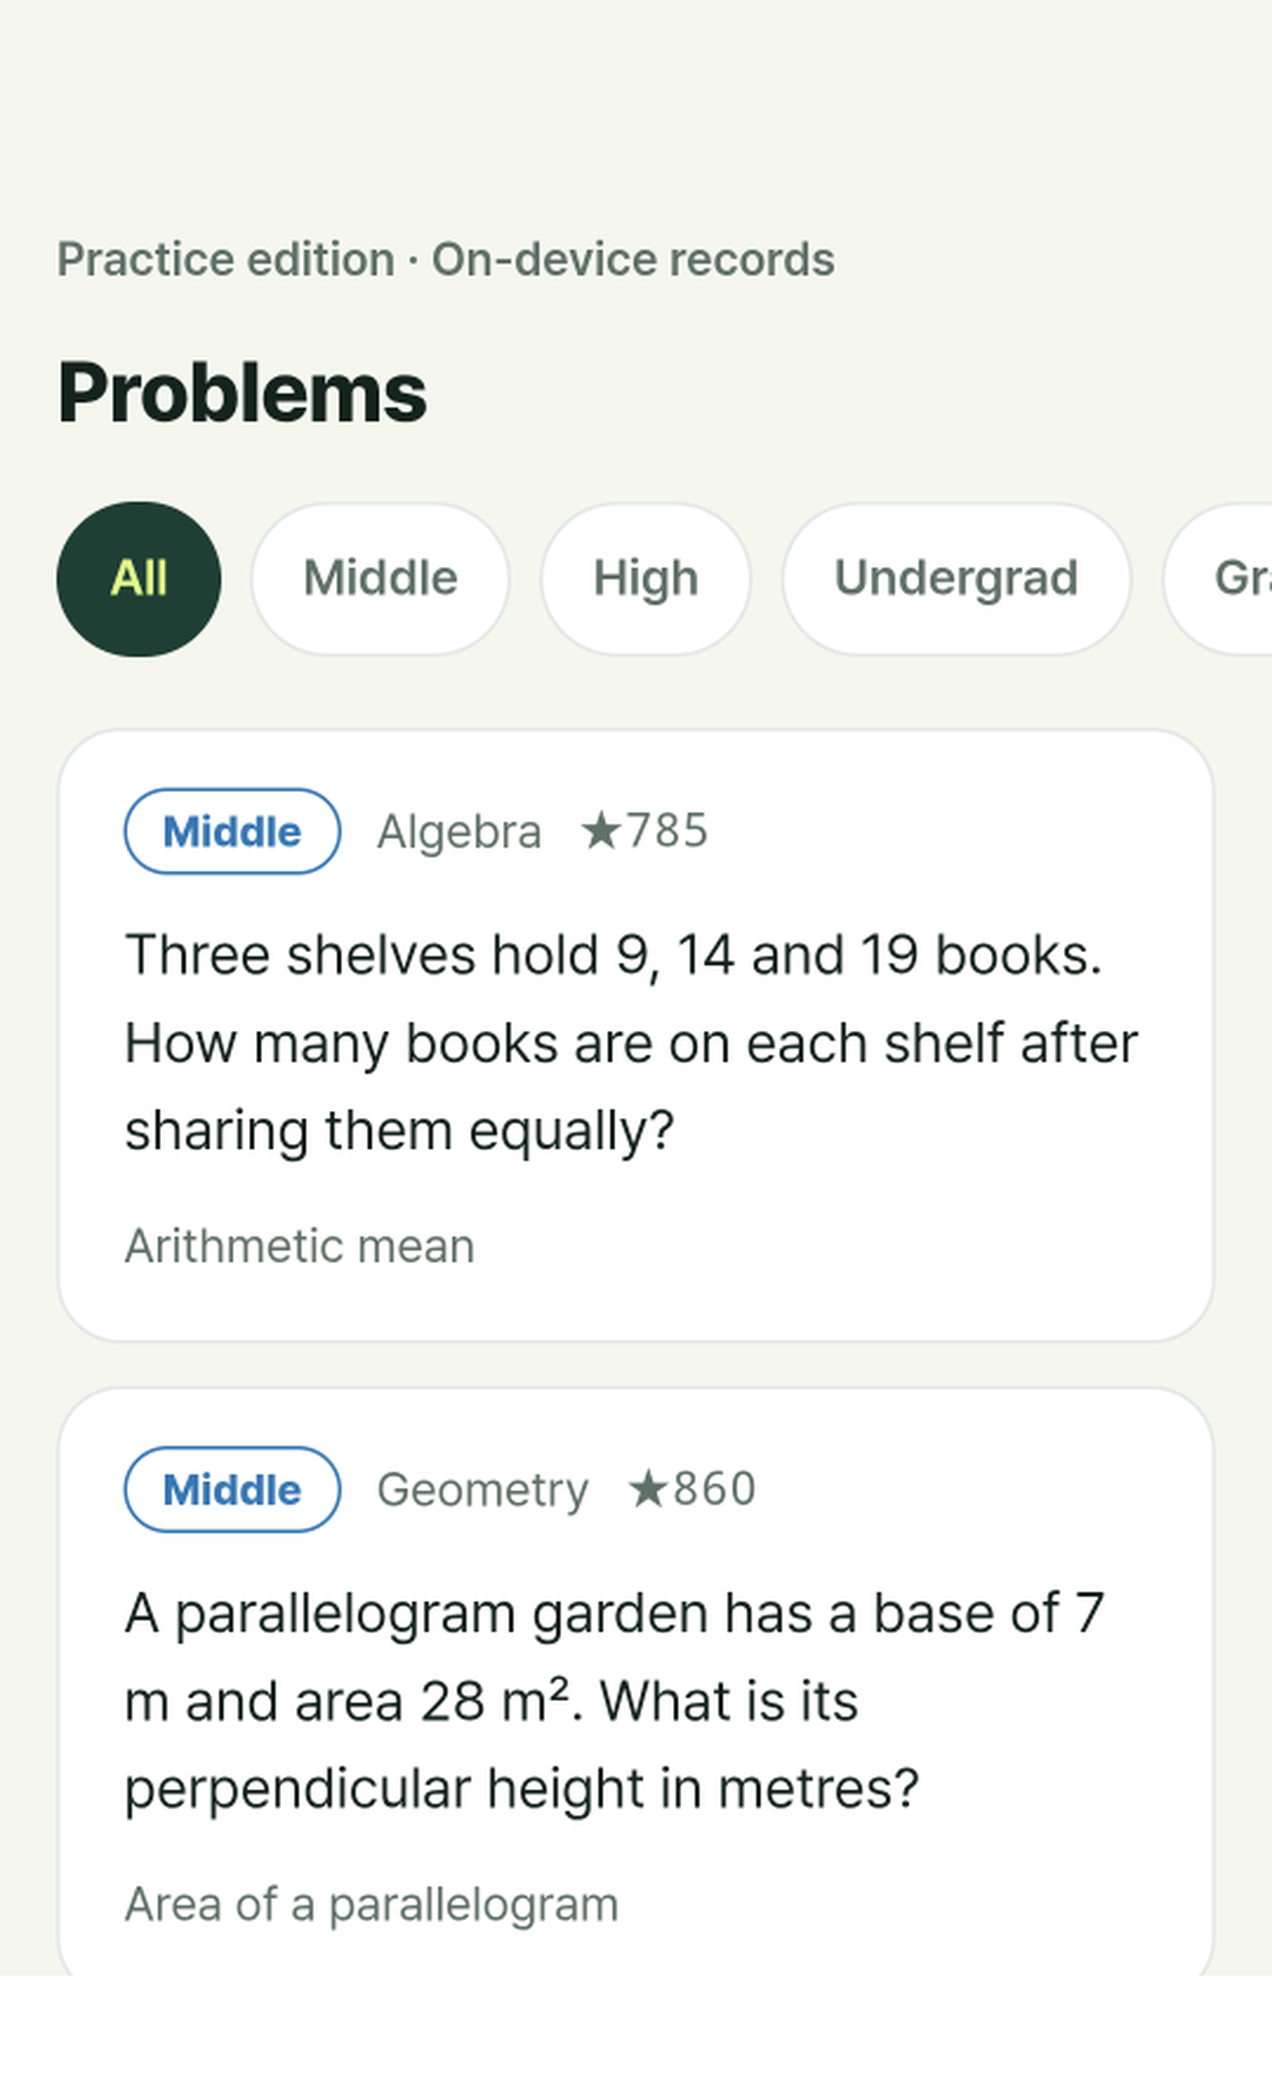 Practice edition · On-device records
Problems
All Middle High Undergrad Gr
Middle Algebra ★785
Three shelves hold 9, 14 and 19 books.
How many books are on each shelf after
sharing them equally?
Arithmetic mean
Middle Geometry ★860
A parallelogram garden has a base of 7
m and area 28 m². What is its
perpendicular height in metres?
Area of a parallelogram